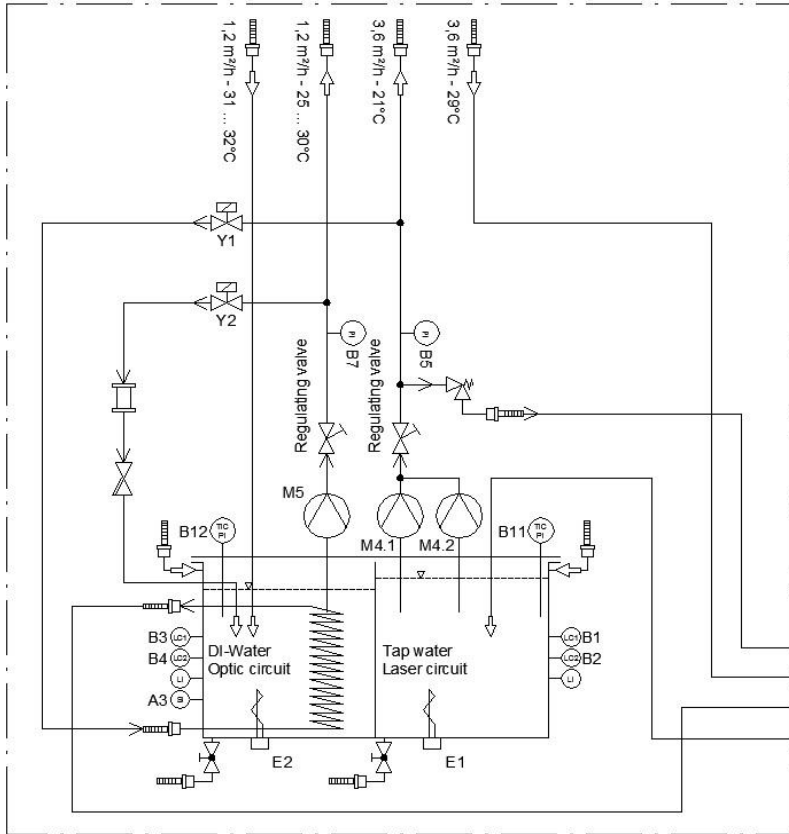 1,2 m³/h - 31 ... 32°C
1,2 m³/h - 25 ... 30°C
3,6 m³/h - 21°C
3,6 m³/h - 29°C
Y1
Y2
PI
B7
PI
B5
Regulating valve
Regulating valve
M5
M4.1
M4.2
B12
TIC
PI
B11
TIC
PI
B3
LC1
B4
LC2
LI
A3
DI-Water
Optic circuit
Tap water
Laser circuit
LC1
B1
LC2
B2
LI
E2
E1